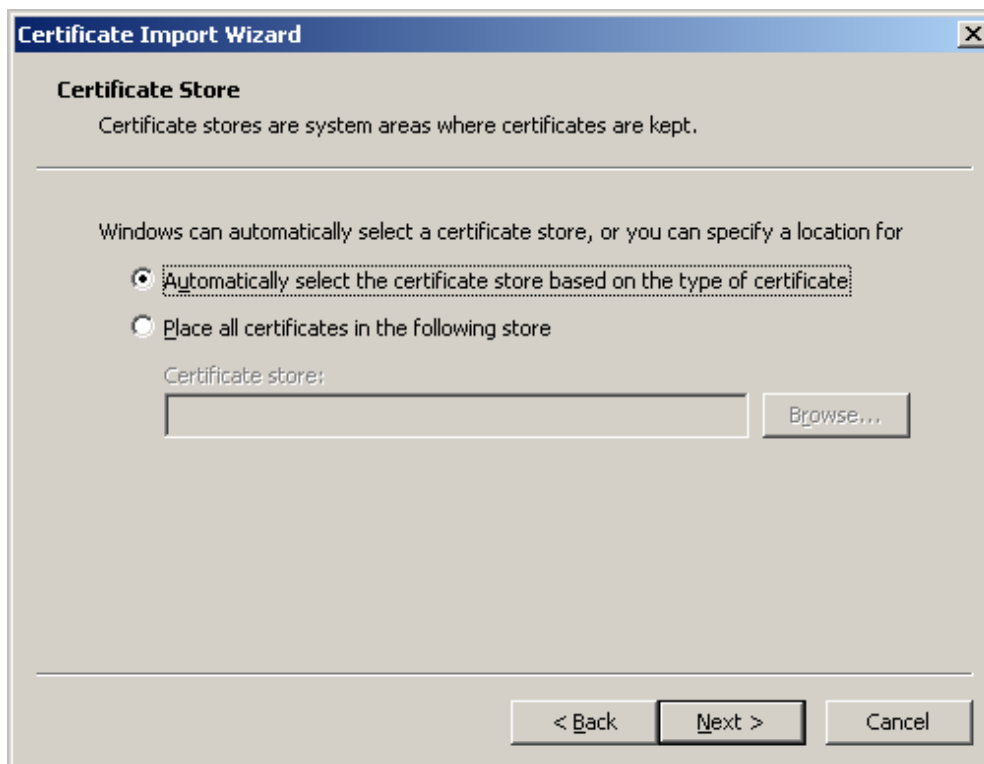 Certificate Import Wizard
Certificate Store
Certificate stores are system areas where certificates are kept.
Windows can automatically select a certificate store, or you can specify a location for
Automatically select the certificate store based on the type of certificate
Place all certificates in the following store
Certificate store:
Browse...
< Back
Next >
Cancel